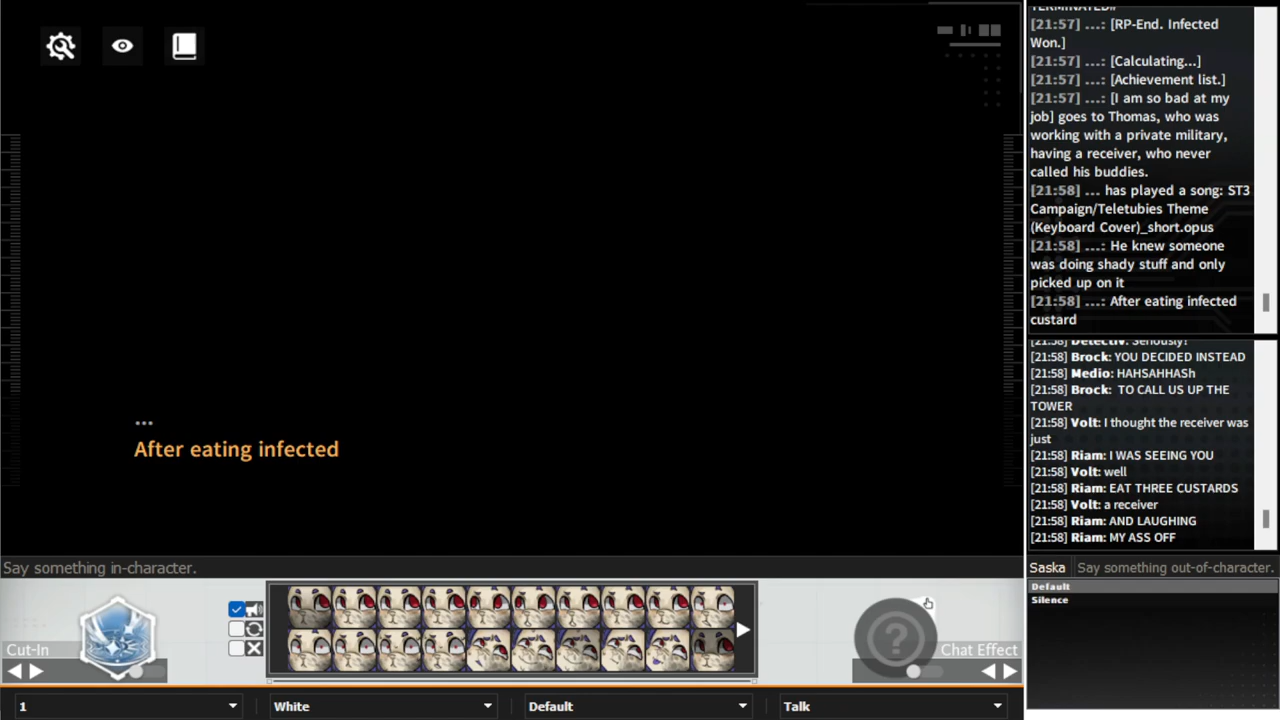 ...
After eating infected
Say something in-character.
Cut-In
Chat Effect
1
White
Default
Talk
[21:57] ...: [RP-End. Infected
Won.]
[21:57] ...: [Calculating...]
[21:57] ...: [Achievement list.]
[21:57] ...: [I am so bad at my
job] goes to Thomas, who was
working with a private military,
having a receiver, who never
called his buddies.
[21:58] ... has played a song: ST3
Campaign/Teletubies Theme
(Keyboard Cover)_short.opus
[21:58] ...: He knew someone
was doing shady stuff and only
picked up on it
[21:58] ...: After eating infected
custard
[21:58] Detectiv: Seriously?
[21:58] Brock: YOU DECIDED INSTEAD
[21:58] Medio: HAHSAHHASh
[21:58] Brock: TO CALL US UP THE
TOWER
[21:58] Volt: I thought the receiver was
just
[21:58] Riam: I WAS SEEING YOU
[21:58] Volt: well
[21:58] Riam: EAT THREE CUSTARDS
[21:58] Volt: a receiver
[21:58] Riam: AND LAUGHING
[21:58] Riam: MY ASS OFF
Saska Say something out-of-character.
Default
Silence